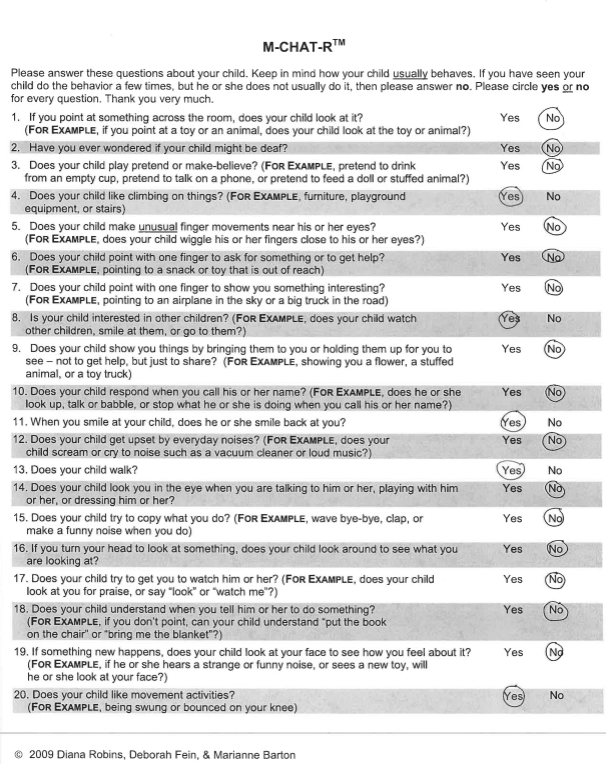 M-CHAT-R™
Please answer these questions about your child. Keep in mind how your child usually behaves. If you have seen your
child do the behavior a few times, but he or she does not usually do it, then please answer no. Please circle yes or no
for every question. Thank you very much.
1. If you point at something across the room, does your child look at it? Yes No
(FOR EXAMPLE, if you point at a toy or an animal, does your child look at the toy or animal?)
2. Have you ever wondered if your child might be deaf? Yes No
3. Does your child play pretend or make-believe? (FOR EXAMPLE, pretend to drink Yes No
from an empty cup, pretend to talk on a phone, or pretend to feed a doll or stuffed animal?)
4. Does your child like climbing on things? (FOR EXAMPLE, furniture, playground Yes No
equipment, or stairs)
5. Does your child make unusual finger movements near his or her eyes? Yes No
(FOR EXAMPLE, does your child wiggle his or her fingers close to his or her eyes?)
6. Does your child point with one finger to ask for something or to get help? Yes No
(FOR EXAMPLE, pointing to a snack or toy that is out of reach)
7. Does your child point with one finger to show you something interesting? Yes No
(FOR EXAMPLE, pointing to an airplane in the sky or a big truck in the road)
8. Is your child interested in other children? (FOR EXAMPLE, does your child watch Yes No
other children, smile at them, or go to them?)
9. Does your child show you things by bringing them to you or holding them up for you to Yes No
see – not to get help, but just to share? (FOR EXAMPLE, showing you a flower, a stuffed
animal, or a toy truck)
10. Does your child respond when you call his or her name? (FOR EXAMPLE, does he or she Yes No
look up, talk or babble, or stop what he or she is doing when you call his or her name?)
11. When you smile at your child, does he or she smile back at you? Yes No
12. Does your child get upset by everyday noises? (FOR EXAMPLE, does your Yes No
child scream or cry to noise such as a vacuum cleaner or loud music?)
13. Does your child walk? Yes No
14. Does your child look you in the eye when you are talking to him or her, playing with him Yes No
or her, or dressing him or her?
15. Does your child try to copy what you do? (FOR EXAMPLE, wave bye-bye, clap, or Yes No
make a funny noise when you do)
16. If you turn your head to look at something, does your child look around to see what you Yes No
are looking at?
17. Does your child try to get you to watch him or her? (FOR EXAMPLE, does your child Yes No
look at you for praise, or say “look” or “watch me”?)
18. Does your child understand when you tell him or her to do something? Yes No
(FOR EXAMPLE, if you don’t point, can your child understand “put the book
on the chair” or “bring me the blanket”?)
19. If something new happens, does your child look at your face to see how you feel about it? Yes No
(FOR EXAMPLE, if he or she hears a strange or funny noise, or sees a new toy, will
he or she look at your face?)
20. Does your child like movement activities? Yes No
(FOR EXAMPLE, being swung or bounced on your knee)
© 2009 Diana Robins, Deborah Fein, & Marianne Barton